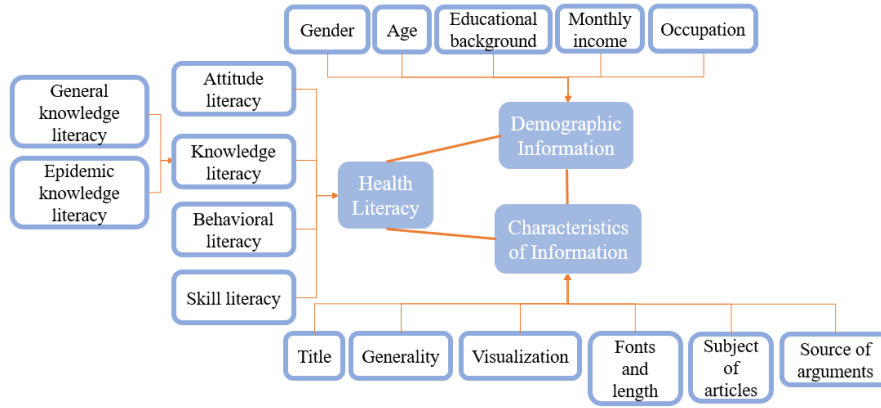 Gender
Age
Educational
background
Monthly
income
Occupation
General
knowledge
literacy
Epidemic
knowledge
literacy
Attitude
literacy
Knowledge
literacy
Behavioral
literacy
Skill literacy
Health
Literacy
Demographic
Information
Characteristics
of Information
Title
Generality
Visualization
Fonts
and
length
Subject
of
articles
Source of
arguments